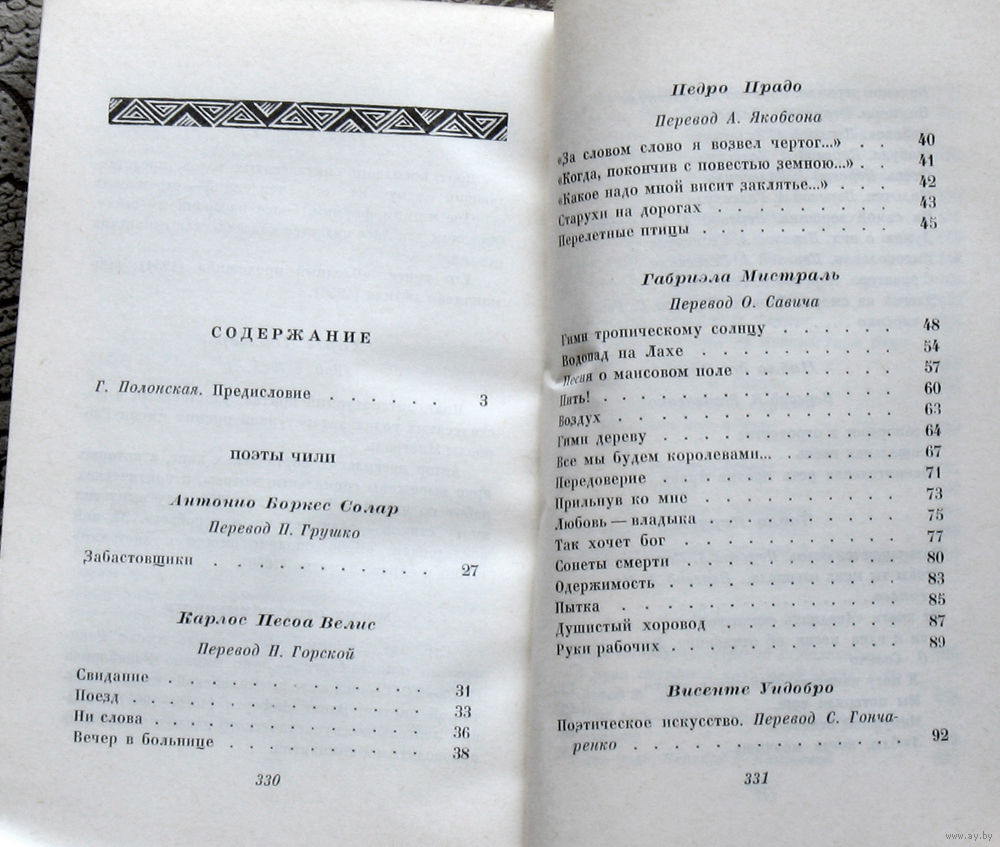 СОДЕРЖАНИЕ
Г. Полонская. Предисловие . . . . . . 3
ПОЭТЫ ЧИЛИ
Антонио Боркес Солар
Перевод П. Грушко
Забастовщики . . . . . . . . . . 27
Карлос Песоа Велис
Перевод Н. Горской
Свидание . . . . . . . . . . . . 31
Поезд . . . . . . . . . . . . . 33
Ни слова . . . . . . . . . . . . 36
Вечер в больнице . . . . . . . . . 38
330
Педро Прадо
Перевод А. Якобсона
«За словом слово я возвел чертог...» . . 40
«Когда, покончив с повестью земною...» . 41
«Какое надо мной висит заклятье...» . . 42
Старухи на дорогах . . . . . . . . 43
Перелетные птицы . . . . . . . . . 45
Габриэла Мистраль
Перевод О. Савича
Гимн тропическому солнцу . . . . . . 48
Водопад на Лахе . . . . . . . . . 54
Песня о маисовом поле . . . . . . . 57
Пить! . . . . . . . . . . . . . 60
Воздух . . . . . . . . . . . . . 63
Гимн дереву . . . . . . . . . . . 64
Все мы будем королевами... . . . . . 67
Передоверие . . . . . . . . . . . 71
Прильнув ко мне . . . . . . . . . 73
Любовь — владыка . . . . . . . . . 75
Так хочет бог . . . . . . . . . . 77
Сонеты смерти . . . . . . . . . . 80
Одержимость . . . . . . . . . . . 83
Пытка . . . . . . . . . . . . . 85
Душистый хоровод . . . . . . . . . 87
Руки рабочих . . . . . . . . . . . 89
Висенте Уидобро
Поэтическое искусство. Перевод С. Гонча-
ренко . . . . . . . . . . . . . 92
331
www.ay.by